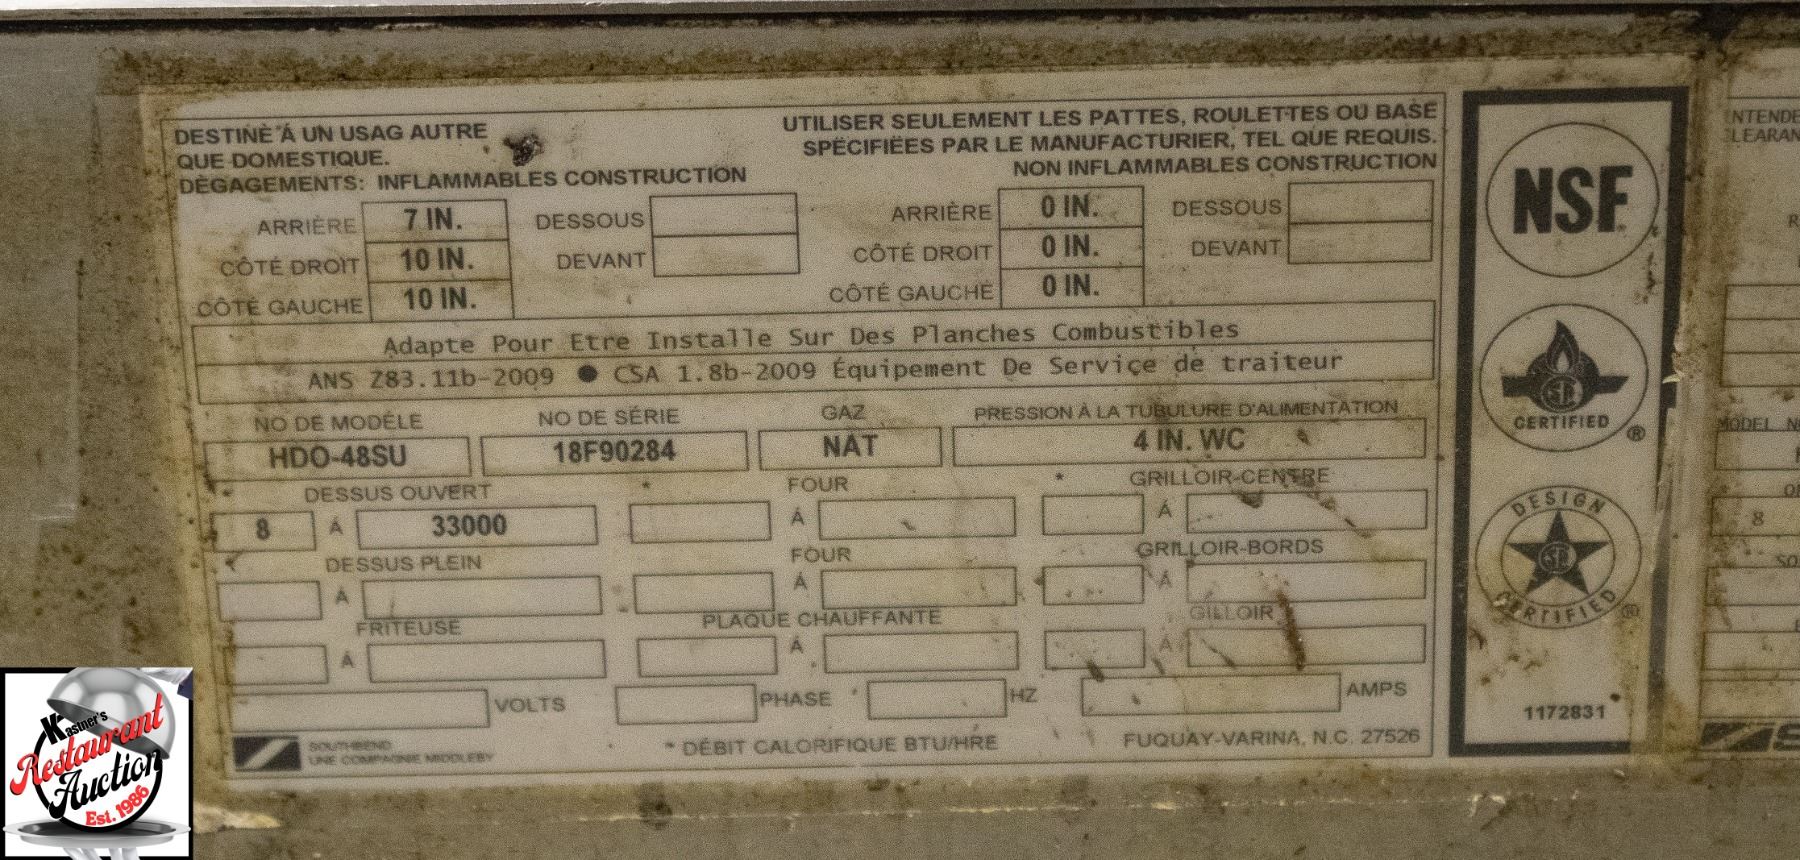 DESTINÈ Á UN USAG AUTRE
QUE DOMESTIQUE.
UTILISER SEULEMENT LES PATTES, ROULETTES OU BASE
SPÉCIFIÉES PAR LE MANUFACTURIER, TEL QUE REQUIS.
DÈGAGEMENTS: INFLAMMABLES CONSTRUCTION
NON INFLAMMABLES CONSTRUCTION
ARRIÈRE 7 IN. DESSOUS
CÔTÉ DROIT 10 IN. DEVANT
CÔTÉ GAUCHE 10 IN.
ARRIÈRE 0 IN. DESSOUS
CÔTÉ DROIT 0 IN. DEVANT
CÔTÉ GAUCHE 0 IN.
Adapte Pour Etre Installe Sur Des Planches Combustibles
ANS Z83.11b-2009 ● CSA 1.8b-2009 Équipement De Service de traiteur
NO DE MODÉLE NO DE SÉRIE GAZ PRESSION Á LA TUBULURE D'ALIMENTATION
HDO-48SU 18F90284 NAT 4 IN. WC
DESSUS OUVERT * FOUR * GRILLOIR-CENTRE
8 Á 33000 Á Á
DESSUS PLEIN FOUR GRILLOIR-BORDS
Á Á Á
FRITEUSE PLAQUE CHAUFFANTE GILLOIR
Á Á Á
VOLTS PHASE HZ AMPS
SOUTHBEND
UNE COMPAGNIE MIDDLEBY
* DÉBIT CALORIFIQUE BTU/HRE FUQUAY-VARINA, N.C. 27526
NSF
CERTIFIED ®
DESIGN
CERTIFIED ®
1172831
MODEL
8
Kastner's
Restaurant
Auction
Est. 1986